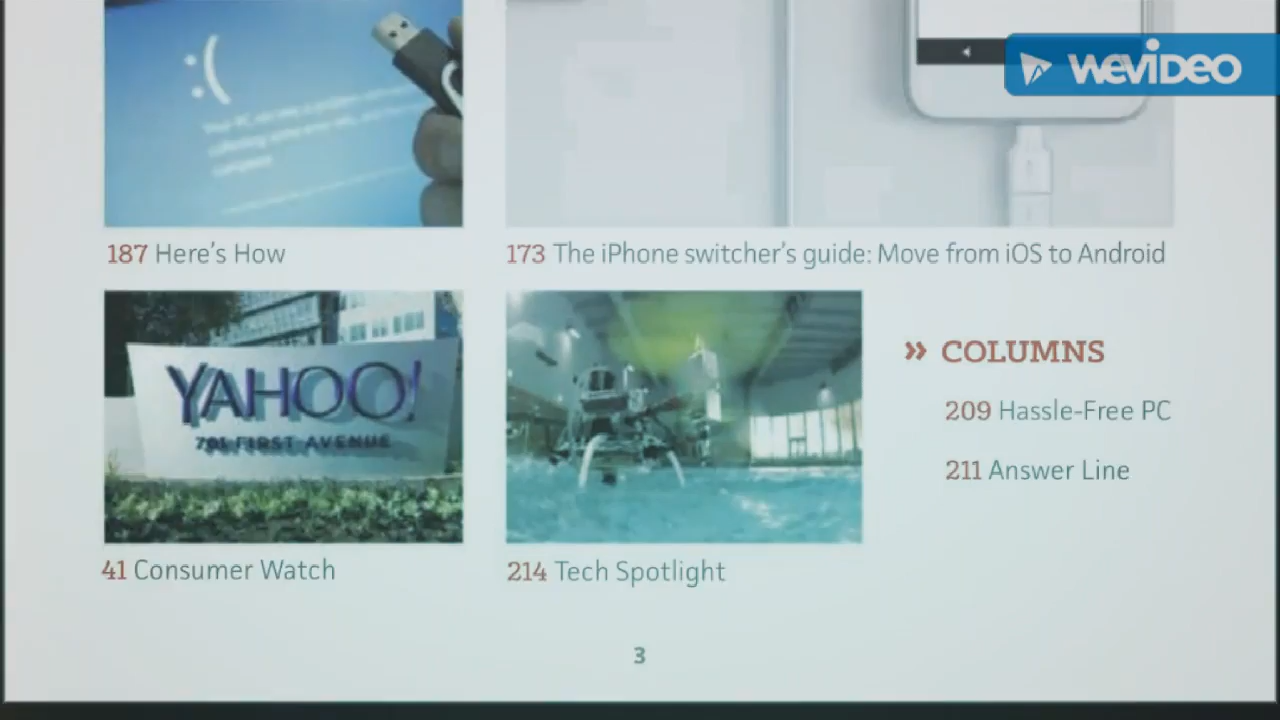 :(
wevideo
187 Here's How
173 The iPhone switcher's guide: Move from iOS to Android
YAHOO!
701 FIRST AVENUE
» COLUMNS
209 Hassle-Free PC
211 Answer Line
41 Consumer Watch
214 Tech Spotlight
3